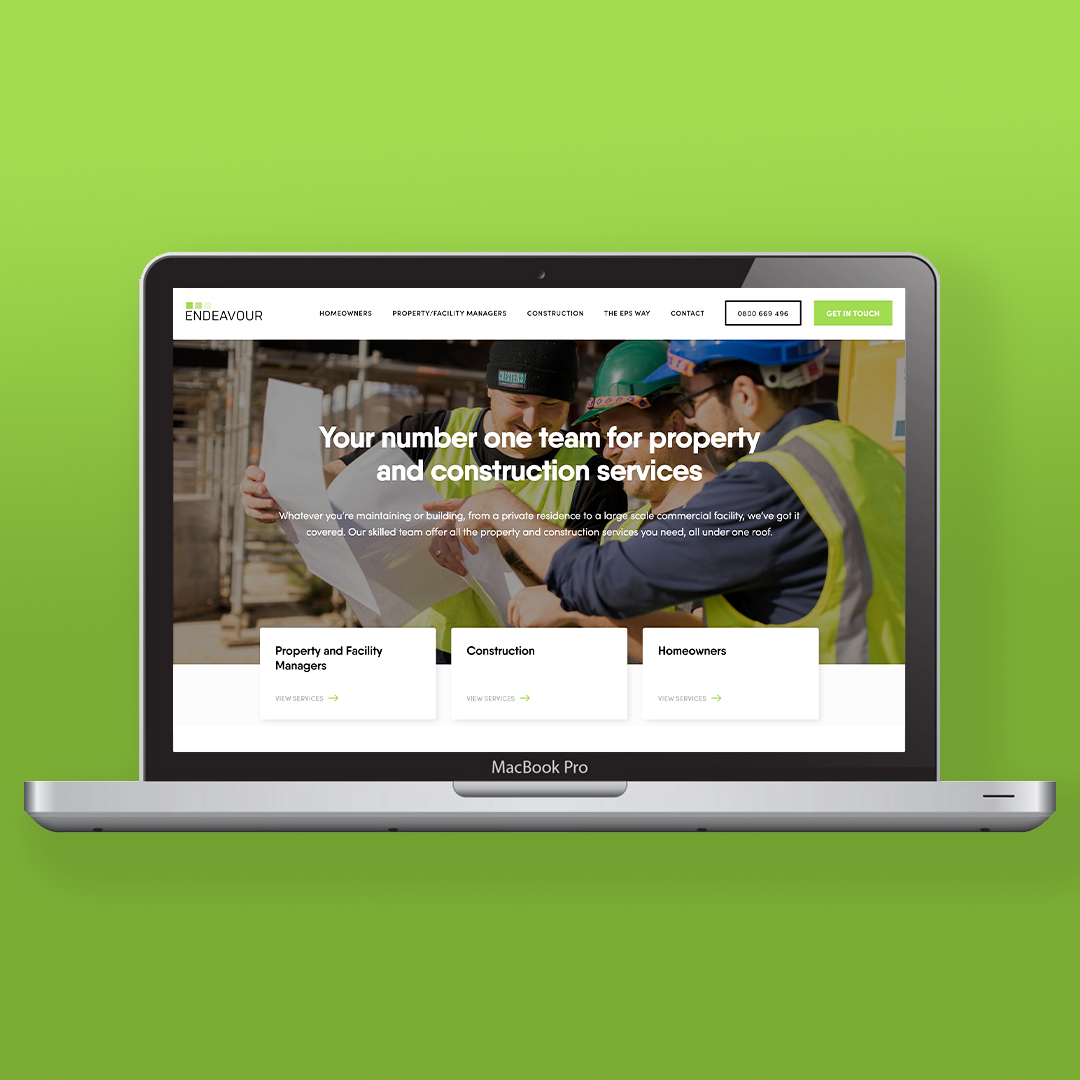 ENDEAVOUR
HOMEOWNERS
PROPERTY/FACILITY MANAGERS
CONSTRUCTION
THE EPS WAY
CONTACT
0800 669 496
GET IN TOUCH
CHESTERS
Your number one team for property
and construction services
Whatever you're maintaining or building, from a private residence to a large scale commercial facility, we've got it
covered. Our skilled team offer all the property and construction services you need, all under one roof.
Property and Facility
Managers
VIEW SERVICES
Construction
VIEW SERVICES
Homeowners
VIEW SERVICES
MacBook Pro